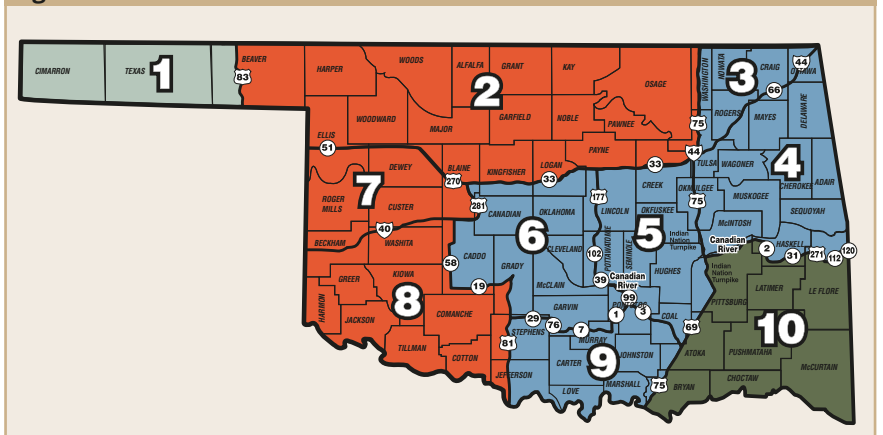 1
2
3
4
5
6
7
8
9
10
CIMARRON
TEXAS
BEAVER
83
HARPER
WOODS
ALFALFA
GRANT
KAY
OSAGE
WASHINGTON
NOWATA
CRAIG
44
OTTAWA
66
ROGERS
MAYES
DELAWARE
WOODWARD
MAJOR
GARFIELD
NOBLE
PAWNEE
75
ELLIS
51
DEWEY
BLAINE
270
KINGFISHER
LOGAN
33
PAYNE
33
44
TULSA
WAGONER
CHEROKEE
ADAIR
ROGER
MILLS
CUSTER
281
CANADIAN
OKLAHOMA
177
LINCOLN
CREEK
OKMULGEE
75
MUSKOGEE
SEQUOYAH
OKFUSKEE
McINTOSH
BECKHAM
40
WASHITA
58
CADDO
GRADY
CLEVELAND
102
POTTAWATOMIE
SEMINOLE
Indian
Nation
Turnpike
Canadian
River
2
HASKELL
31
271
112
120
GREER
KIOWA
19
McCLAIN
39
Canadian
River
HUGHES
Indian
Nation
Tumpike
PITTSBURG
LATIMER
LE FLORE
HARMON
JACKSON
COMANCHE
GARVIN
99
PONTOTOC
1
3
COAL
69
TILLMAN
COTTON
81
STEPHENS
29
76
7
MURRAY
JOHNSTON
ATOKA
PUSHMATAHA
McCURTAIN
JEFFERSON
CARTER
LOVE
MARSHALL
75
BRYAN
CHOCTAW